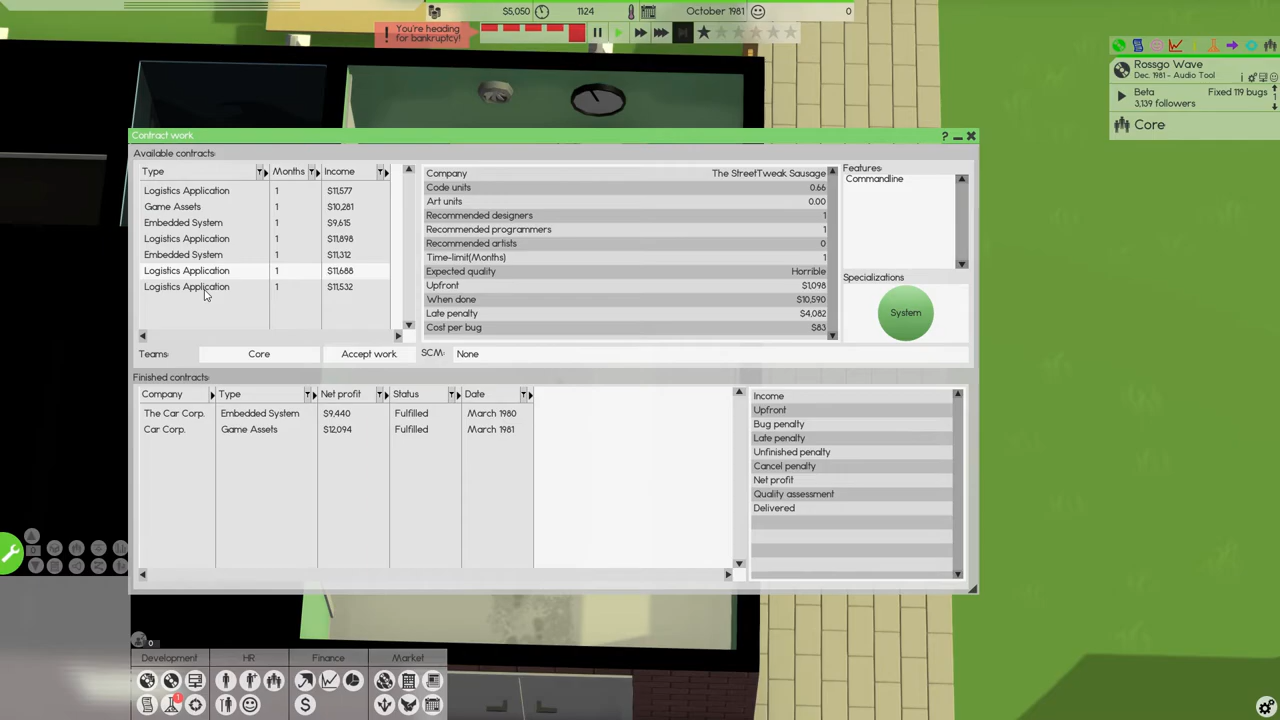 $5,050 1124 October 1981 0
! You're heading for bankruptcy!
Rossgo Wave
Dec. 1981 - Audio Tool
Beta Fixed 119 bugs 1
3,139 followers
Core
Contract work ?
Available contracts:
Type Months Income
Logistics Application 1 $11,577
Game Assets 1 $10,281
Embedded System 1 $9,615
Logistics Application 1 $11,898
Embedded System 1 $11,312
Logistics Application 1 $11,688
Logistics Application 1 $11,532
Company The StreetTweak Sausage
Code units 0.66
Art units 0.00
Recommended designers 1
Recommended programmers 1
Recommended artists 0
Time-limit(Months) 1
Expected quality Horrible
Upfront $1,098
When done $10,590
Late penalty $4,082
Cost per bug $83
Features:
Commandline
Specializations
System
Teams: Core Accept work SCM: None
Finished contracts:
Company Type Net profit Status Date
The Car Corp. Embedded System $9,440 Fulfilled March 1980
Car Corp. Game Assets $12,094 Fulfilled March 1981
Income
Upfront
Bug penalty
Late penalty
Unfinished penalty
Cancel penalty
Net profit
Quality assessment
Delivered
0
0
Development HR Finance Market
1
$